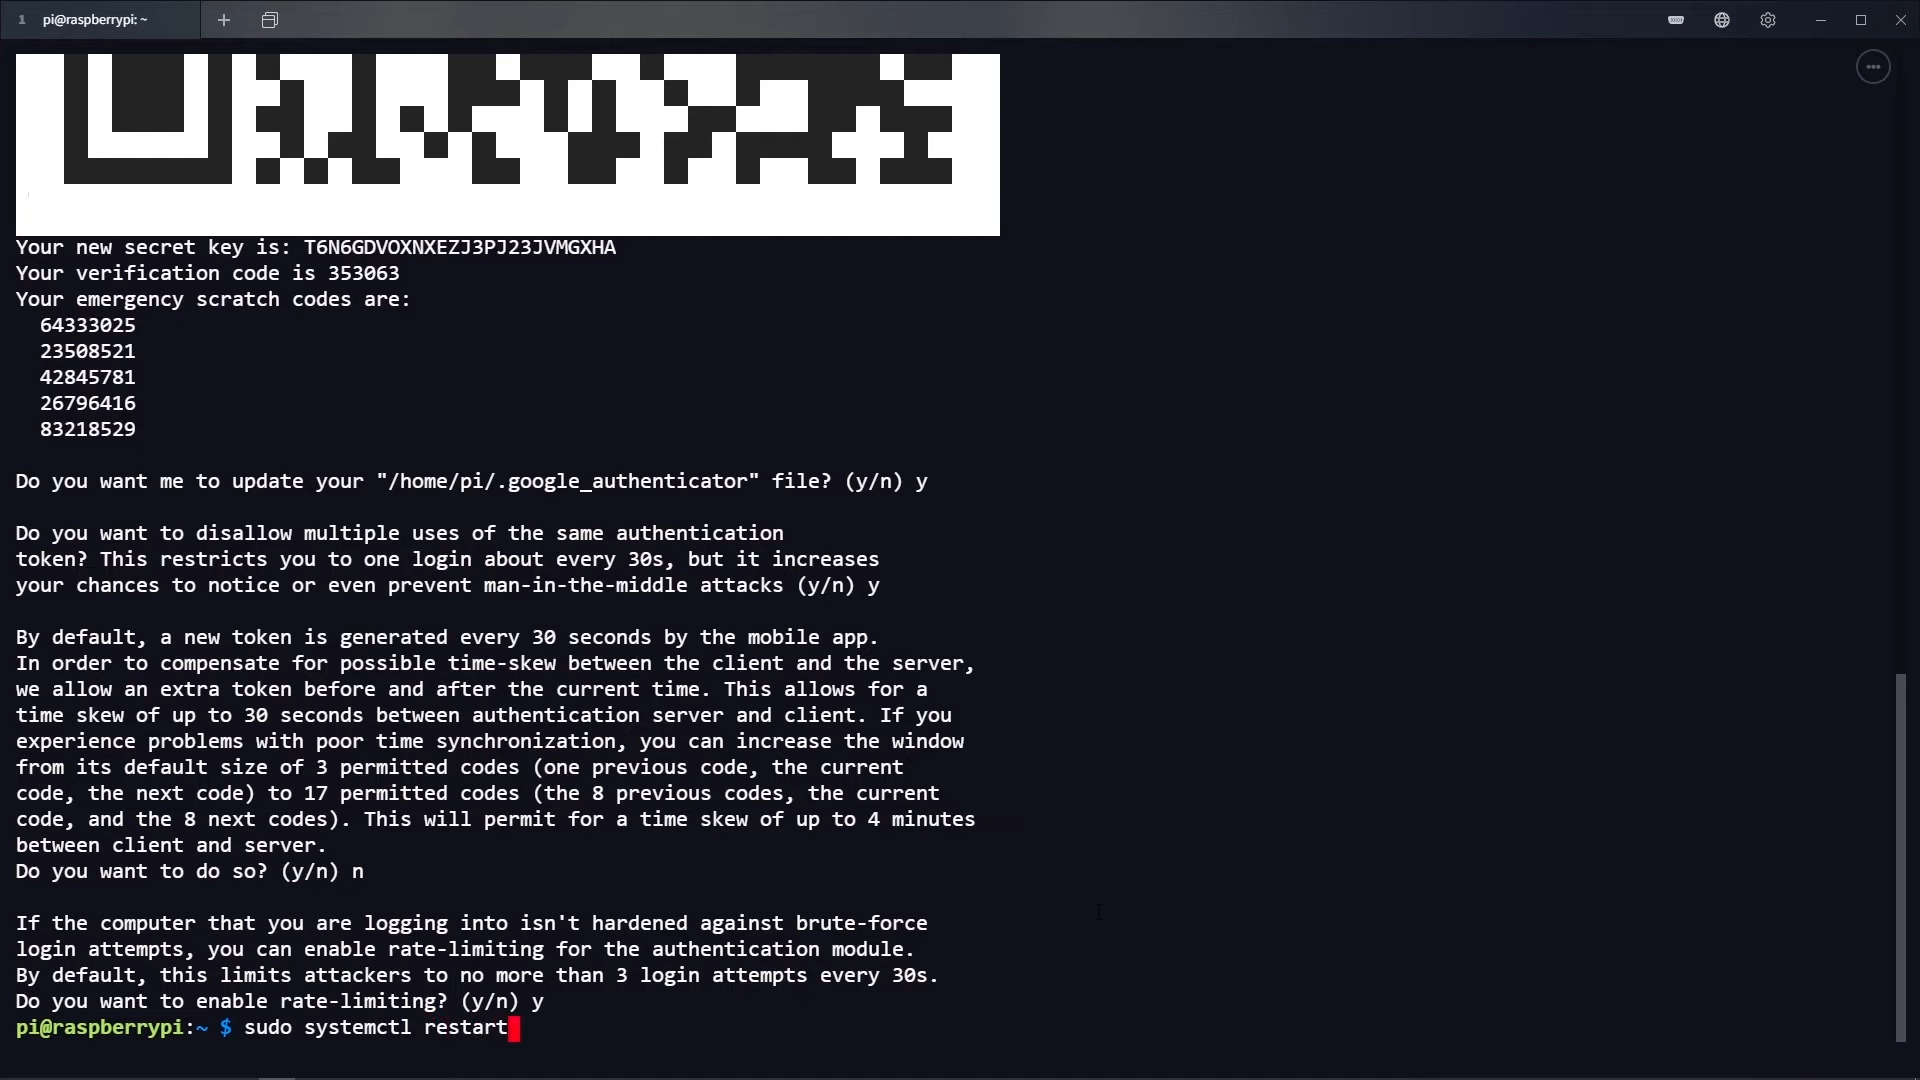 1 pi@raspberrypi: ~
Your new secret key is: T6N6GDVOXNXEZJ3PJ23JVMGXHA
Your verification code is 353063
Your emergency scratch codes are:
64333025
23508521
42845781
26796416
83218529
Do you want me to update your "/home/pi/.google_authenticator" file? (y/n) y
Do you want to disallow multiple uses of the same authentication
token? This restricts you to one login about every 30s, but it increases
your chances to notice or even prevent man-in-the-middle attacks (y/n) y
By default, a new token is generated every 30 seconds by the mobile app.
In order to compensate for possible time-skew between the client and the server,
we allow an extra token before and after the current time. This allows for a
time skew of up to 30 seconds between authentication server and client. If you
experience problems with poor time synchronization, you can increase the window
from its default size of 3 permitted codes (one previous code, the current
code, the next code) to 17 permitted codes (the 8 previous codes, the current
code, and the 8 next codes). This will permit for a time skew of up to 4 minutes
between client and server.
Do you want to do so? (y/n) n
If the computer that you are logging into isn't hardened against brute-force
login attempts, you can enable rate-limiting for the authentication module.
By default, this limits attackers to no more than 3 login attempts every 30s.
Do you want to enable rate-limiting? (y/n) y
pi@raspberrypi:~ $ sudo systemctl restart